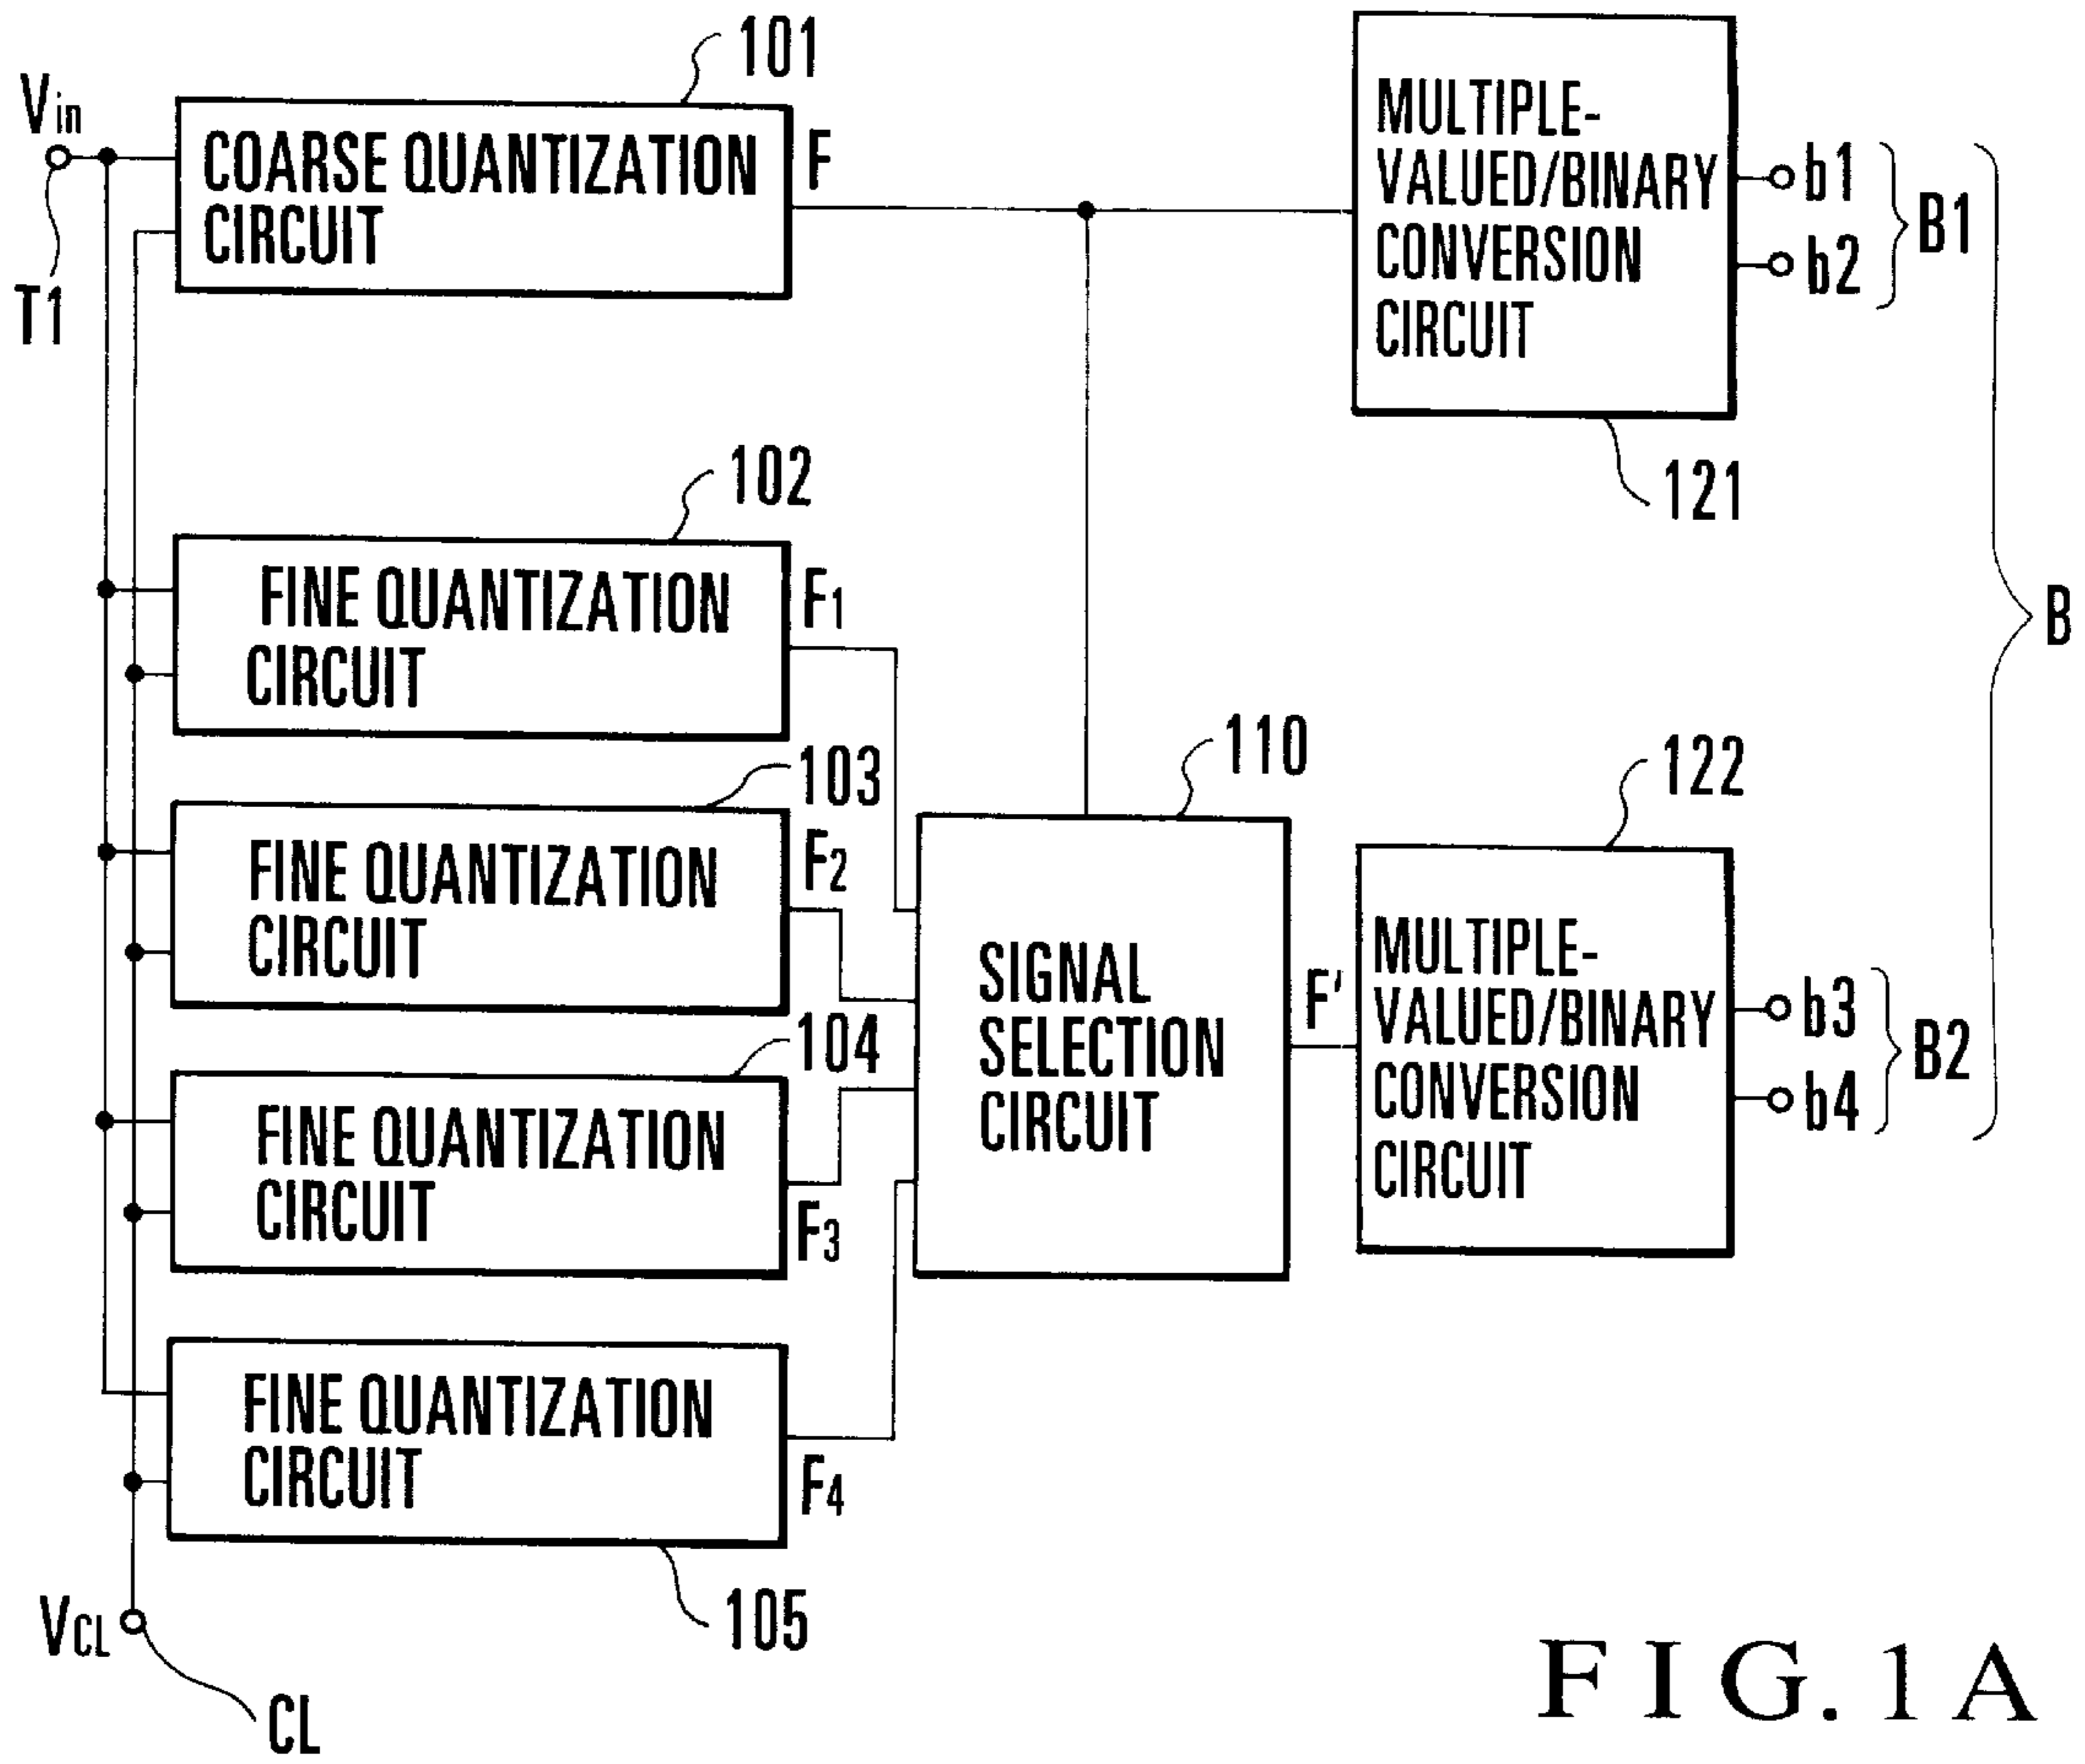 101
Vin
COARSE QUANTIZATION
CIRCUIT
F
T1
MULTIPLE-
VALUED/BINARY
CONVERSION
CIRCUIT
b1
b2
B1
121
B
102
FINE QUANTIZATION
CIRCUIT
F1
103
FINE QUANTIZATION
CIRCUIT
F2
104
FINE QUANTIZATION
CIRCUIT
F3
FINE QUANTIZATION
CIRCUIT
F4
105
110
SIGNAL
SELECTION
CIRCUIT
F'
122
MULTIPLE-
VALUED/BINARY
CONVERSION
CIRCUIT
b3
b4
B2
VCL
CL
FIG.1A